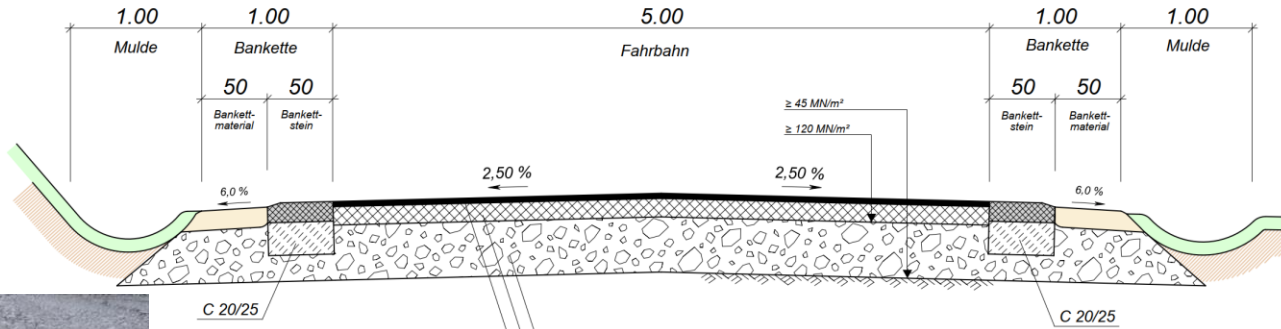 1.00 1.00 5.00 1.00 1.00
Mulde Bankette Fahrbahn Bankette Mulde
50 50 50 50
Bankett-material Bankett-stein Bankett-stein Bankett-material
≥ 45 MN/m²
≥ 120 MN/m²
6,0 % 2,50 % 2,50 % 6,0 %
C 20/25 C 20/25